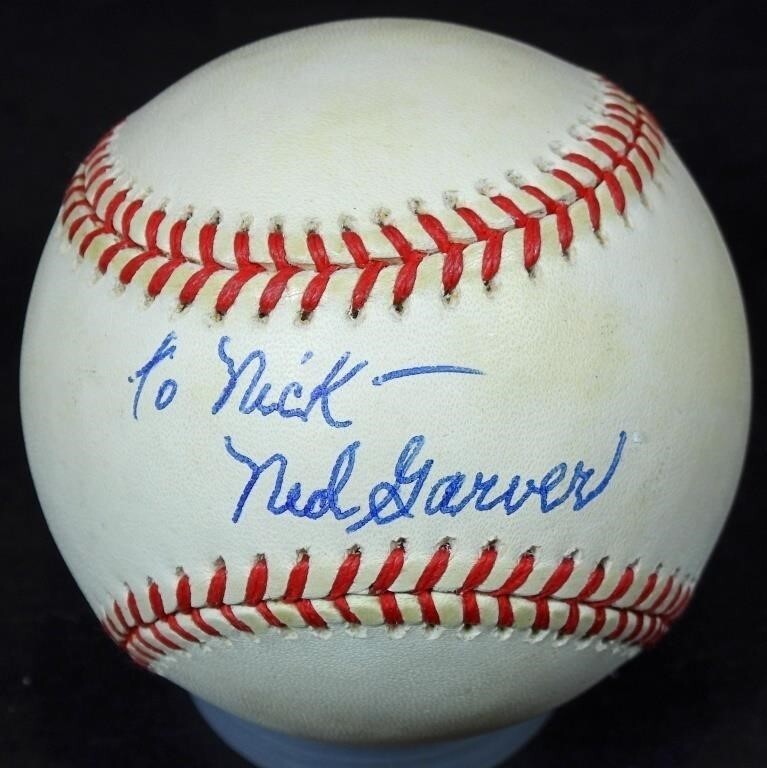 to Nick —
Ned Garver